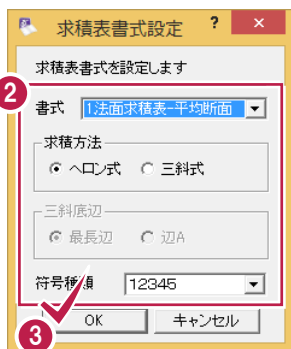 求積表書式設定 ? ×
求積表書式を設定します
2
書式 1法面求積表-平均断面
求積方法
ヘロン式 三斜式
三斜底辺
最長辺 辺A
符号種類 12345
3
OK キャンセル